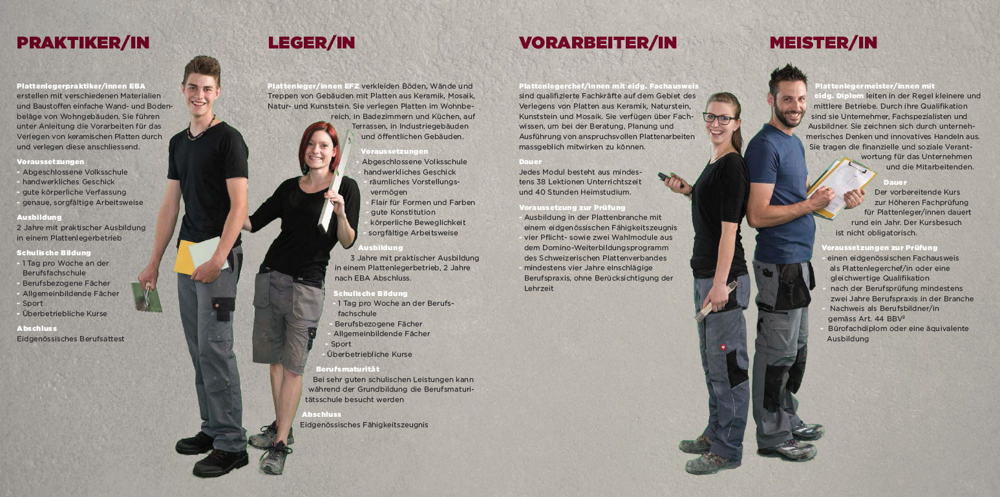 PRAKTIKER/IN
Plattenlegerpraktiker/innen EBA
erstellen mit verschiedenen Materialien
und Baustoffen einfache Wand- und Boden-
beläge von Wohngebäuden. Sie führen
unter Anleitung die Vorarbeiten für das
Verlegen von keramischen Platten durch
und verlegen diese anschliessend.
Voraussetzungen
- Abgeschlossene Volksschule
- handwerkliches Geschick
- gute körperliche Verfassung
- genaue, sorgfältige Arbeitsweise
Ausbildung
2 Jahre mit praktischer Ausbildung
in einem Plattenlegerbetrieb
Schulische Bildung
- 1 Tag pro Woche an der
Berufsfachschule
- Berufsbezogene Fächer
- Allgemeinbildende Fächer
- Sport
- Überbetriebliche Kurse
Abschluss
Eidgenössisches Berufsattest
LEGER/IN
Plattenleger/innen EFZ verkleiden Böden, Wände und
Treppen von Gebäuden mit Platten aus Keramik, Mosaik,
Natur- und Kunststein. Sie verlegen Platten im Wohnbe-
reich, in Badezimmern und Küchen, auf
Terrassen, in Industriegebäuden
und öffentlichen Gebäuden.
Voraussetzungen
- Abgeschlossene Volksschule
- handwerkliches Geschick
- räumliches Vorstellungs-
vermögen
- Flair für Formen und Farben
- gute Konstitution
- körperliche Beweglichkeit
- sorgfältige Arbeitsweise
Ausbildung
3 Jahre mit praktischer Ausbildung
in einem Plattenlegerbetrieb, 2 Jahre
nach EBA Abschluss.
Schulische Bildung
- 1 Tag pro Woche an der Berufs-
fachschule
- Berufsbezogene Fächer
- Allgemeinbildende Fächer
- Sport
- Überbetriebliche Kurse
Berufsmaturität
Bei sehr guten schulischen Leistungen kann
während der Grundbildung die Berufsmaturi-
tätsschule besucht werden
Abschluss
Eidgenössisches Fähigkeitszeugnis
VORARBEITER/IN
Plattenlegerchef/innen mit eidg. Fachausweis
sind qualifizierte Fachkräfte auf dem Gebiet des
Verlegens von Platten aus Keramik, Naturstein,
Kunststein und Mosaik. Sie verfügen über Fach-
wissen, um bei der Beratung, Planung und
Ausführung von anspruchsvollen Plattenarbeiten
massgeblich mitwirken zu können.
Dauer
Jedes Modul besteht aus mindes-
tens 38 Lektionen Unterrichtszeit
und 40 Stunden Heimstudium.
Voraussetzung zur Prüfung
- Ausbildung in der Plattenbranche mit
einem eidgenössischen Fähigkeitszeugnis
- vier Pflicht- sowie zwei Wahlmodule aus
dem Domino-Weiterbildungsprogramm
des Schweizerischen Plattenverbandes
- mindestens vier Jahre einschlägige
Berufspraxis, ohne Berücksichtigung der
Lehrzeit
MEISTER/IN
Plattenlegermeister/innen mit
eidg. Diplom leiten in der Regel kleinere und
mittlere Betriebe. Durch ihre Qualifikation
sind sie Unternehmer, Fachspezialisten und
Ausbildner. Sie zeichnen sich durch unterneh-
merisches Denken und innovatives Handeln aus.
Sie tragen die finanzielle und soziale Verant-
wortung für das Unternehmen
und die Mitarbeitenden.
Dauer
Der vorbereitende Kurs
zur Höheren Fachprüfung
für Plattenleger/innen dauert
rund ein Jahr. Der Kursbesuch
ist nicht obligatorisch.
Voraussetzungen zur Prüfung
- einen eidgenössischen Fachausweis
als Plattenlegerchef/in oder eine
gleichwertige Qualifikation
- nach der Berufsprüfung mindestens
zwei Jahre Berufspraxis in der Branche
- Nachweis als Berufsbildner/in
gemäss Art. 44 BBV²
- Bürofachdiplom oder eine äquivalente
Ausbildung